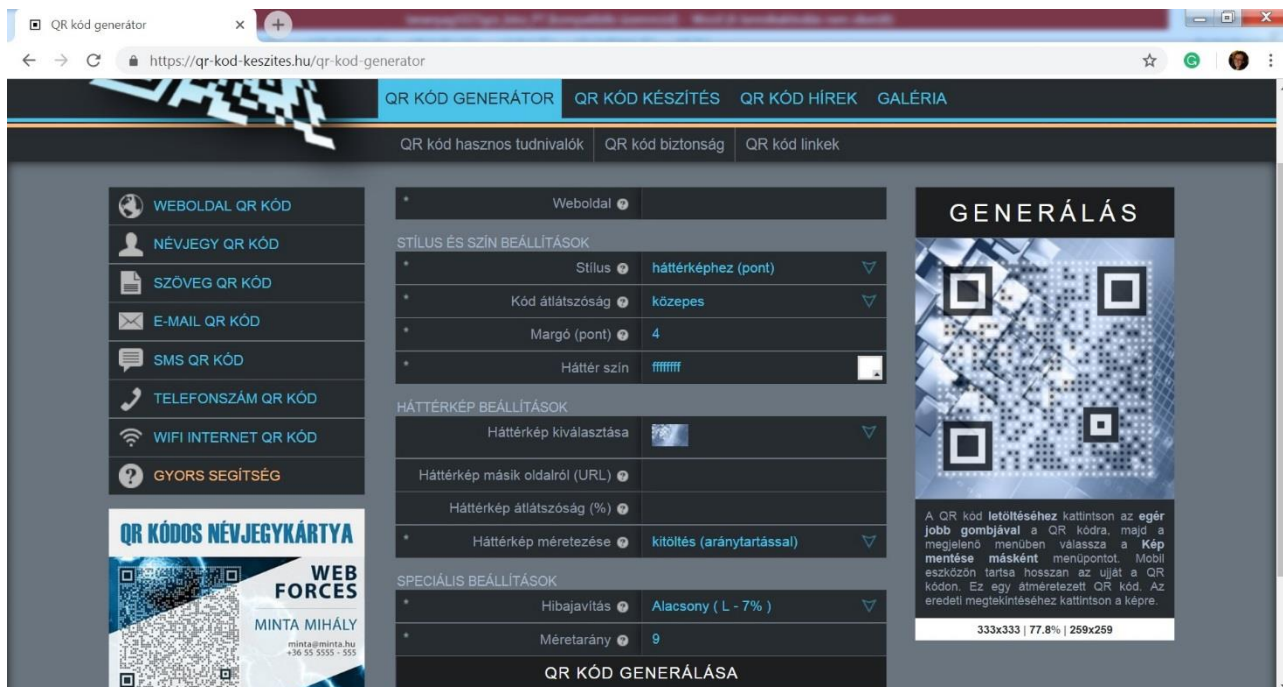 QR kód generátor
https://qr-kod-keszites.hu/qr-kod-generator
QR KÓD GENERÁTOR QR KÓD KÉSZÍTÉS QR KÓD HÍREK GALÉRIA
QR kód hasznos tudnivalók QR kód biztonság QR kód linkek
WEBOLDAL QR KÓD
NÉVJEGY QR KÓD
SZÖVEG QR KÓD
E-MAIL QR KÓD
SMS QR KÓD
TELEFONSZÁM QR KÓD
WIFI INTERNET QR KÓD
GYORS SEGÍTSÉG
QR KÓDOS NÉVJEGYKÁRTYA
WEB
FORCES
MINTA MIHÁLY
minta@minta.hu
+36 55 5555 - 555
* Weboldal
STÍLUS ÉS SZÍN BEÁLLÍTÁSOK
* Stílus háttérképhez (pont)
* Kód átlátszóság közepes
* Margó (pont) 4
* Háttér szín ffffffff
HÁTTÉRKÉP BEÁLLÍTÁSOK
Háttérkép kiválasztása
Háttérkép másik oldalról (URL)
Háttérkép átlátszóság (%)
* Háttérkép méretezése kitöltés (aránytartással)
SPECIÁLIS BEÁLLÍTÁSOK
* Hibajavítás Alacsony ( L - 7% )
* Méretarány 9
QR KÓD GENERÁLÁSA
GENERÁLÁS
A QR kód letöltéséhez kattintson az egér
jobb gombjával a QR kódra, majd a
megjelenő menüben válassza a Kép
mentése másként menüpontot. Mobil
eszközön tartsa hosszan az ujját a QR
kódon. Ez egy átméretezett QR kód. Az
eredeti megtekintéséhez kattintson a képre.
333x333 | 77.8% | 259x259